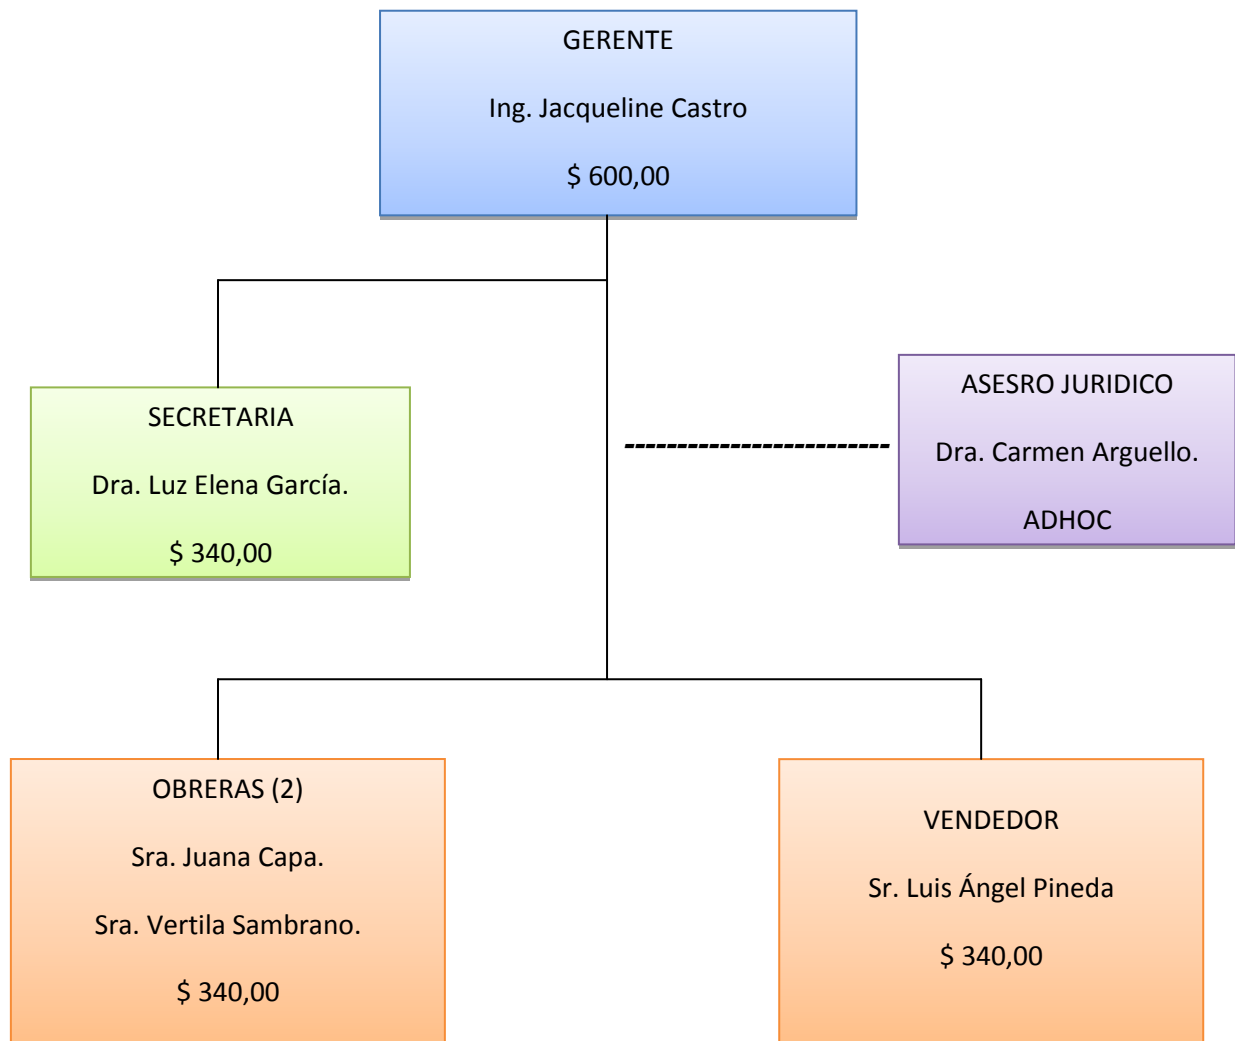 GERENTE
Ing. Jacqueline Castro
$ 600,00
SECRETARIA
Dra. Luz Elena García.
$ 340,00
ASESRO JURIDICO
Dra. Carmen Arguello.
ADHOC
OBRERAS (2)
Sra. Juana Capa.
Sra. Vertila Sambrano.
$ 340,00
VENDEDOR
Sr. Luis Ángel Pineda
$ 340,00